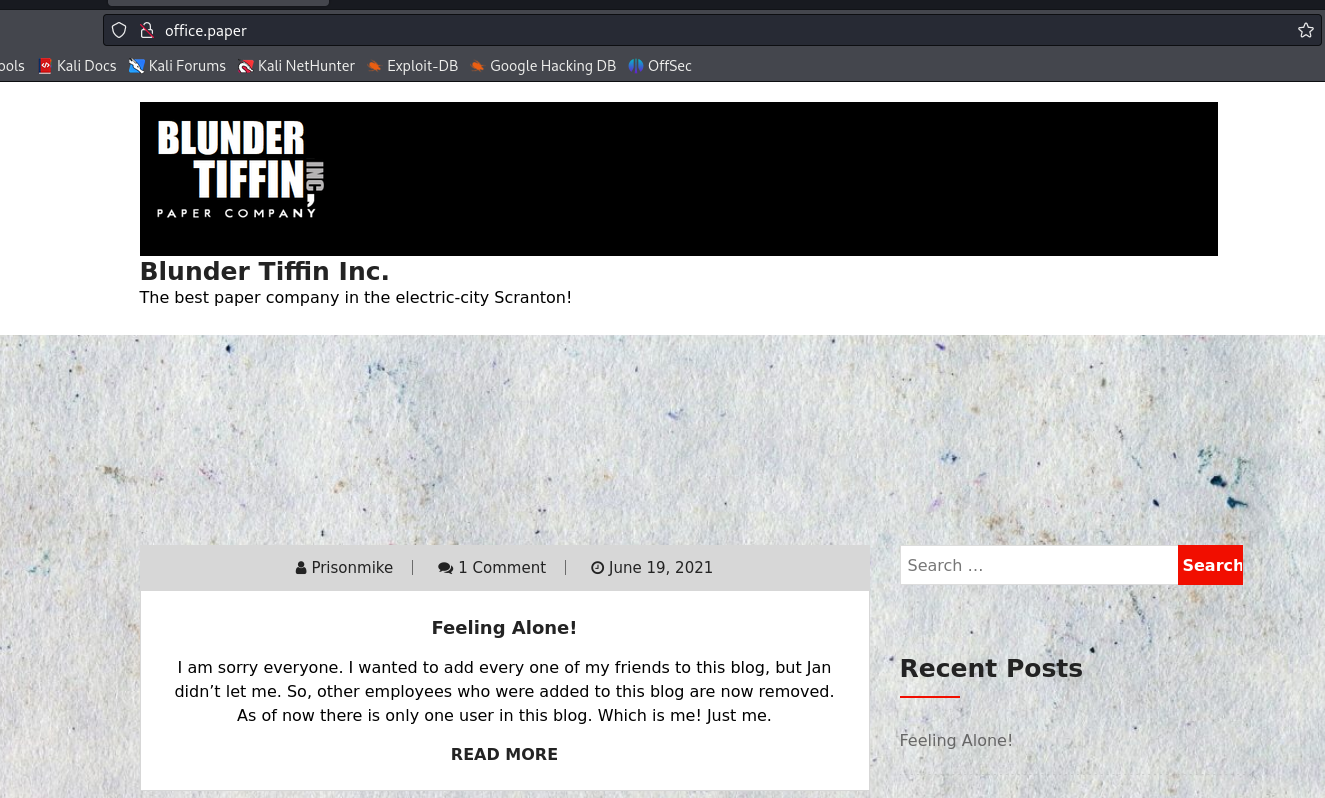 office.paper
ools Kali Docs Kali Forums Kali NetHunter Exploit-DB Google Hacking DB OffSec
BLUNDER
TIFFIN,
INC
PAPER COMPANY
Blunder Tiffin Inc.
The best paper company in the electric-city Scranton!
Prisonmike | 1 Comment | June 19, 2021
Search …
Search
Feeling Alone!
I am sorry everyone. I wanted to add every one of my friends to this blog, but Jan
didn’t let me. So, other employees who were added to this blog are now removed.
As of now there is only one user in this blog. Which is me! Just me.
READ MORE
Recent Posts
Feeling Alone!